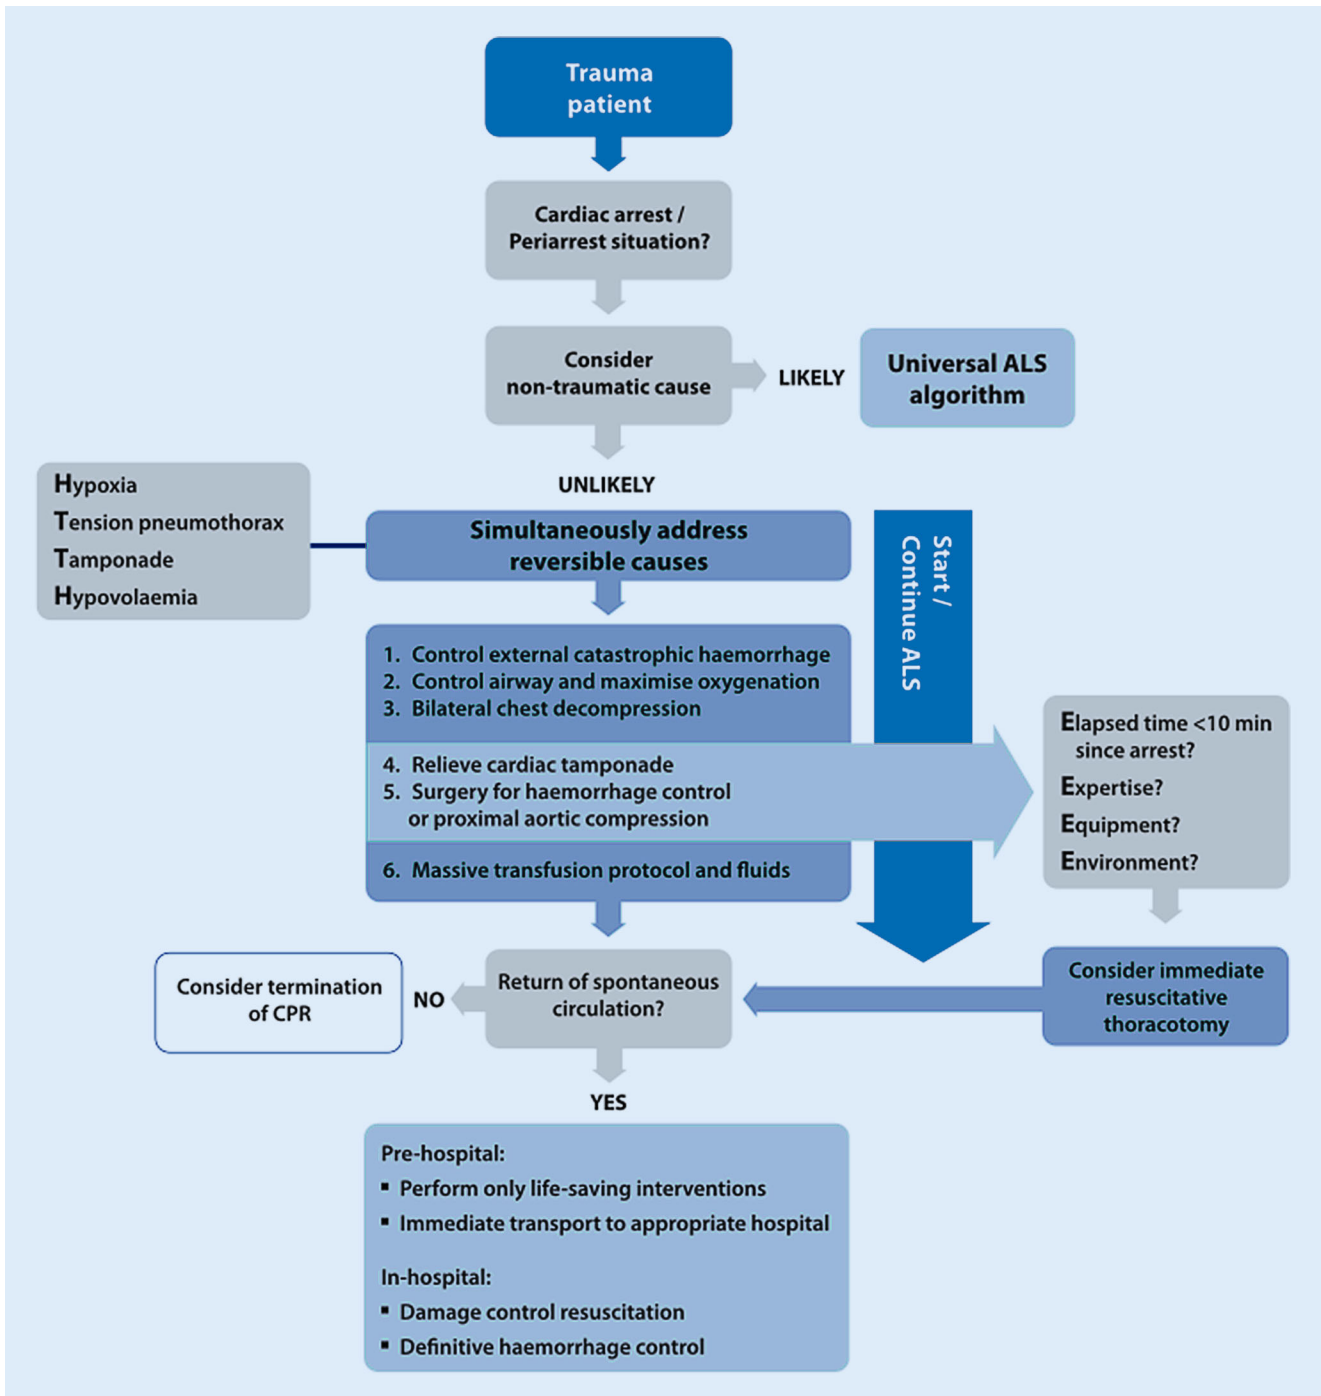 Trauma
patient
Cardiac arrest /
Periarrest situation?
Consider
non-traumatic cause
LIKELY
Universal ALS
algorithm
UNLIKELY
Hypoxia
Tension pneumothorax
Tamponade
Hypovolaemia
Simultaneously address
reversible causes
Start /
Continue ALS
1. Control external catastrophic haemorrhage
2. Control airway and maximise oxygenation
3. Bilateral chest decompression
4. Relieve cardiac tamponade
5. Surgery for haemorrhage control
or proximal aortic compression
6. Massive transfusion protocol and fluids
Elapsed time <10 min
since arrest?
Expertise?
Equipment?
Environment?
Consider immediate
resuscitative
thoracotomy
Return of spontaneous
circulation?
NO
Consider termination
of CPR
YES
Pre-hospital:
▪ Perform only life-saving interventions
▪ Immediate transport to appropriate hospital
In-hospital:
▪ Damage control resuscitation
▪ Definitive haemorrhage control